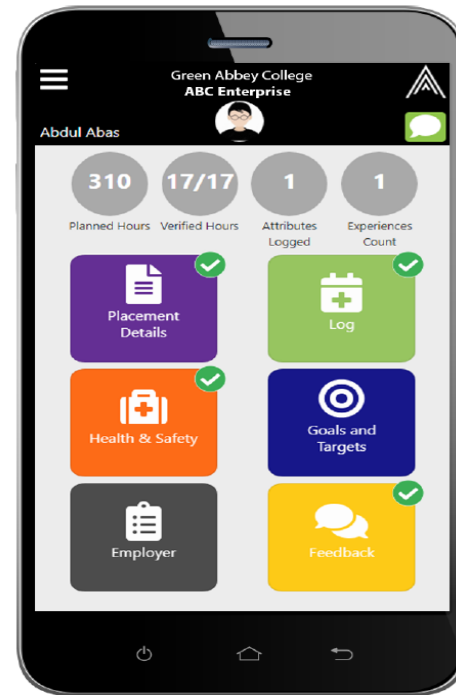 Green Abbey College
ABC Enterprise
Abdul Abas
310 17/17 1 1
Planned Hours Verified Hours Attributes Logged Experiences Count
Placement
Details
Log
Health & Safety
Goals and
Targets
Employer
Feedback